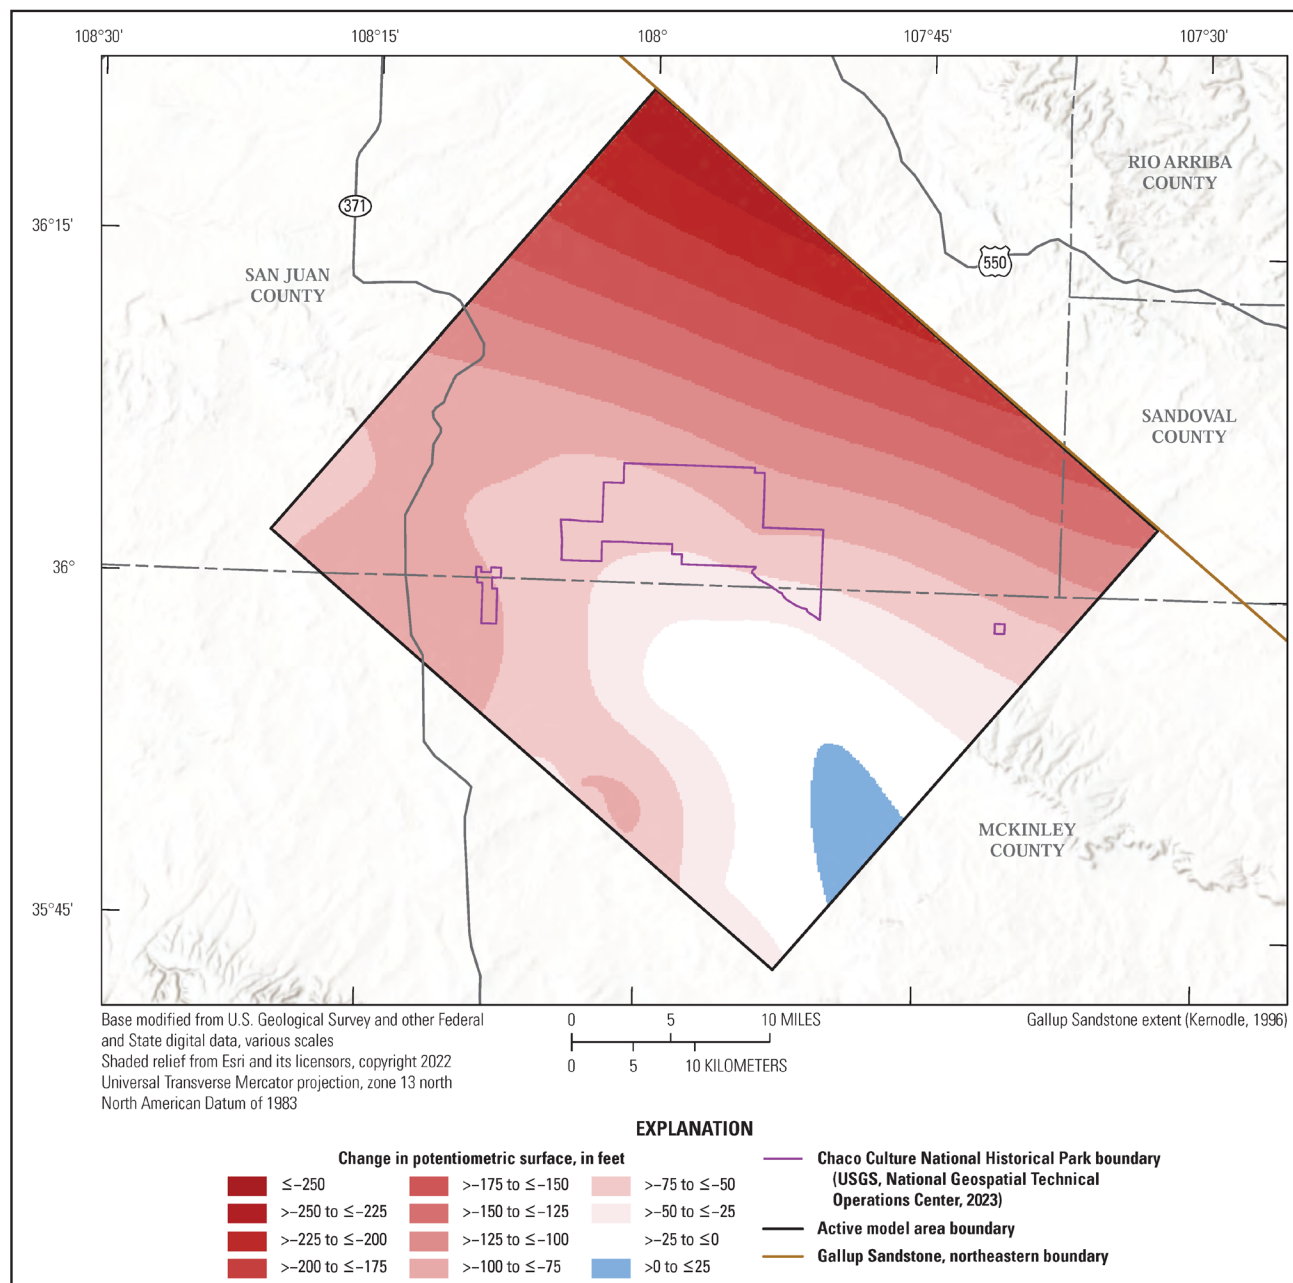 108°30'
108°15'
108°
107°45'
107°30'
RIO ARRIBA
COUNTY
371
36°15'
550
SAN JUAN
COUNTY
SANDOVAL
COUNTY
36°
MCKINLEY
COUNTY
35°45'
Base modified from U.S. Geological Survey and other Federal
and State digital data, various scales
Shaded relief from Esri and its licensors, copyright 2022
Universal Transverse Mercator projection, zone 13 north
North American Datum of 1983
0 5 10 MILES
0 5 10 KILOMETERS
Gallup Sandstone extent (Kernodle, 1996)
EXPLANATION
Change in potentiometric surface, in feet
≤−250
>−250 to ≤−225
>−225 to ≤−200
>−200 to ≤−175
>−175 to ≤−150
>−150 to ≤−125
>−125 to ≤−100
>−100 to ≤−75
>−75 to ≤−50
>−50 to ≤−25
>−25 to ≤0
>0 to ≤25
Chaco Culture National Historical Park boundary
(USGS, National Geospatial Technical
Operations Center, 2023)
Active model area boundary
Gallup Sandstone, northeastern boundary